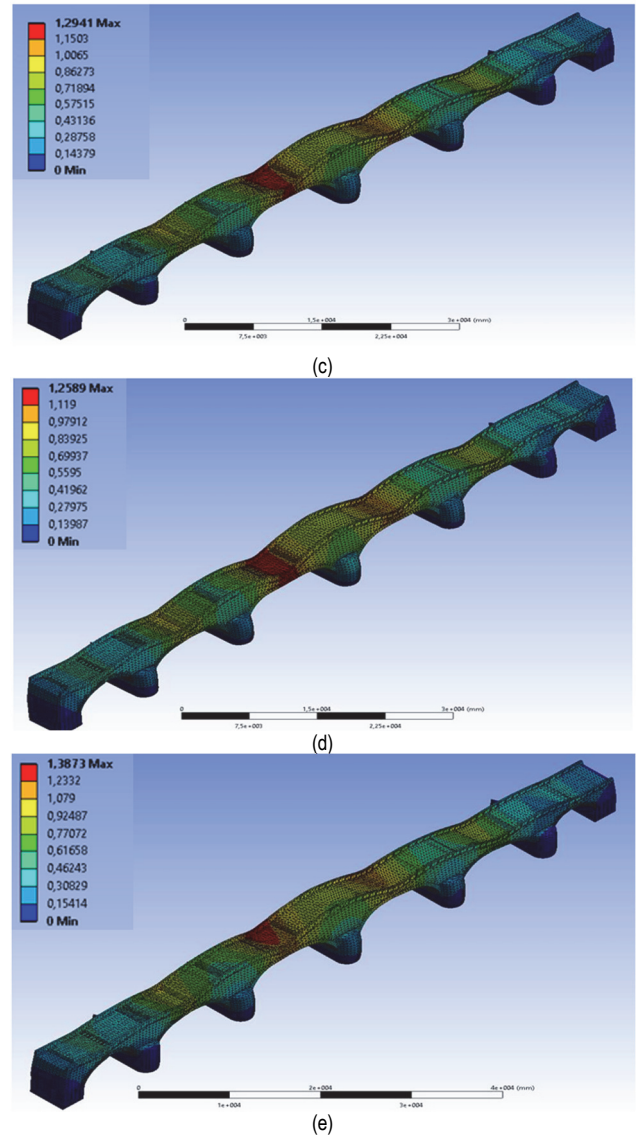 1,2941 Max
1,1503
1,0065
0,86273
0,71894
0,57515
0,43136
0,28758
0,14379
0 Min
0 1,5e+004 3e+004 (mm)
7,5e+003 2,25e+004
(c)
1,2589 Max
1,119
0,97912
0,83925
0,69937
0,5595
0,41962
0,27975
0,13987
0 Min
0 1,5e+004 3e+004 (mm)
7,5e+003 2,25e+004
(d)
1,3873 Max
1,2332
1,079
0,92487
0,77072
0,61658
0,46243
0,30829
0,15414
0 Min
0 2e+004 4e+004 (mm)
1e+004 3e+004
(e)